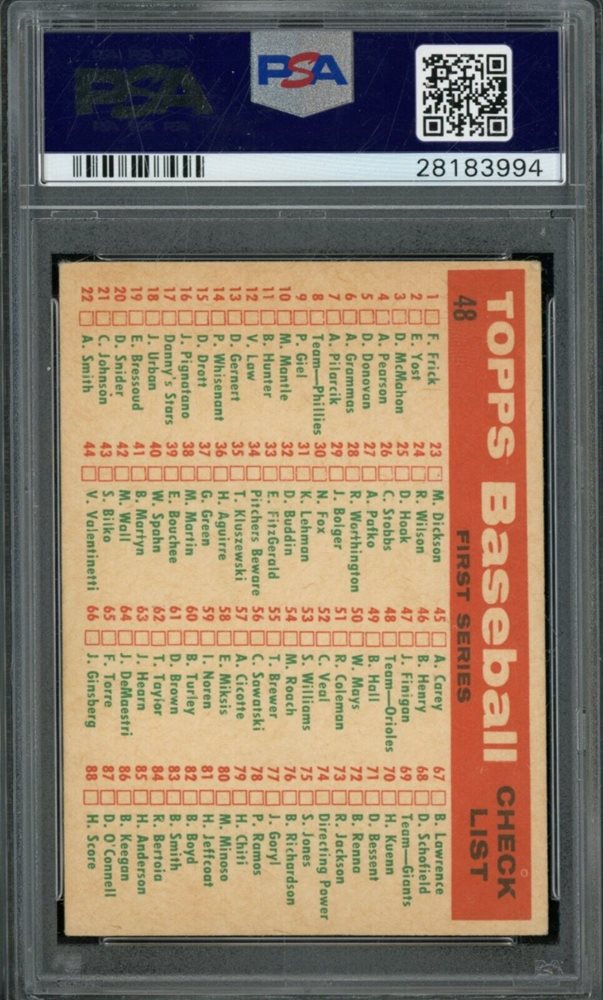 PSA
PSA
28183994
TOPPS Baseball CHECK LIST
48
FIRST SERIES
1 F. Frick
2 E. Yost
3 D. McMahon
4 A. Pearson
5 D. Donovan
6 A. Grammas
7 A. Pilarcik
8 Team—Phillies
9 P. Giel
10 M. Mantle
11 B. Hunter
12 V. Law
13 D. Gernert
14 P. Whisenant
15 D. Drott
16 J. Pignatano
17 Danny's Stars
18 J. Urban
19 E. Bressoud
20 D. Snider
21 C. Johnson
22 A. Smith
23 M. Dickson
24 R. Wilson
25 D. Hoak
26 C. Stobbs
27 A. Pafko
28 R. Worthington
29 J. Bolger
30 N. Fox
31 K. Lehman
32 D. Buddin
33 E. FitzGerald
34 Pitchers Beware
35 T. Kluszewski
36 H. Aguirre
37 G. Green
38 M. Martin
39 E. Bouchee
40 W. Spahn
41 B. Martyn
42 M. Wall
43 S. Bilko
44 V. Valentinetti
45 A. Carey
46 B. Henry
47 J. Finigan
48 Team—Orioles
49 B. Hall
50 W. Mays
51 R. Coleman
52 C. Veal
53 S. Williams
54 M. Roach
55 T. Brewer
56 C. Sawatski
57 A. Cicotte
58 E. Miksis
59 I. Noren
60 B. Turley
61 D. Brown
62 T. Taylor
63 J. Hearn
64 J. DeMaestri
65 F. Torre
66 J. Ginsberg
67 B. Lawrence
68 D. Schofield
69 Team—Giants
70 H. Kuenn
71 D. Bessent
72 B. Renna
73 R. Jackson
74 Directing Power
75 S. Jones
76 B. Richardson
77 J. Goryl
78 P. Ramos
79 H. Chiti
80 M. Minoso
81 H. Jeffcoat
82 B. Boyd
83 B. Smith
84 R. Bertoia
85 H. Anderson
86 B. Keegan
87 D. O'Connell
88 H. Score